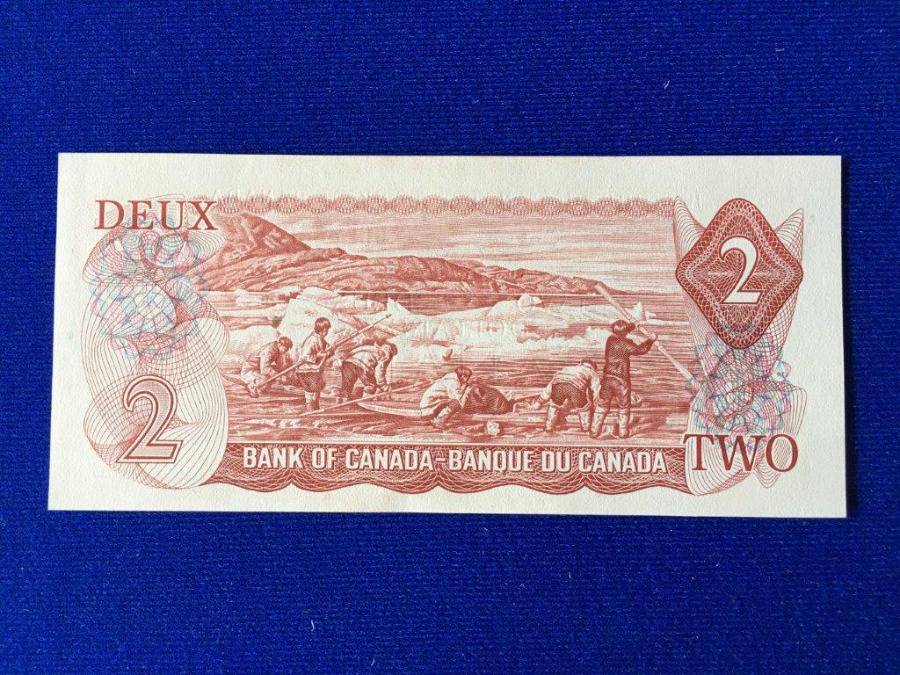 DEUX
2
2
BANK OF CANADA-BANQUE DU CANADA
TWO